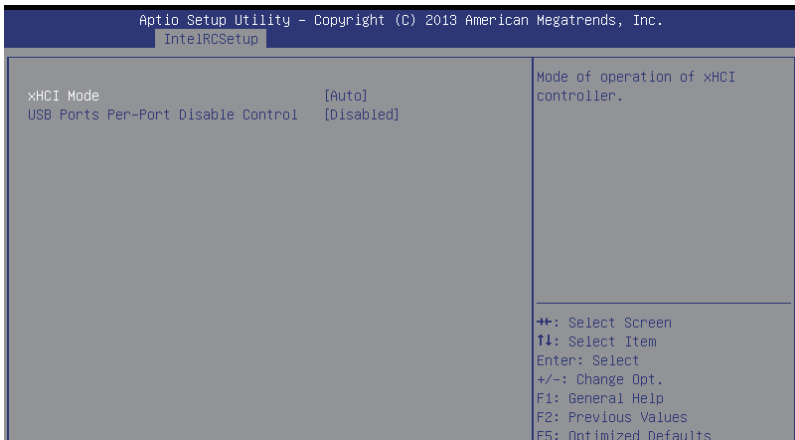 Aptio Setup Utility – Copyright (C) 2013 American Megatrends, Inc.
IntelRCSetup
xHCI Mode [Auto]
USB Ports Per-Port Disable Control [Disabled]
Mode of operation of xHCI
controller.
→←: Select Screen
↑↓: Select Item
Enter: Select
+/-: Change Opt.
F1: General Help
F2: Previous Values
F5: Optimized Defaults